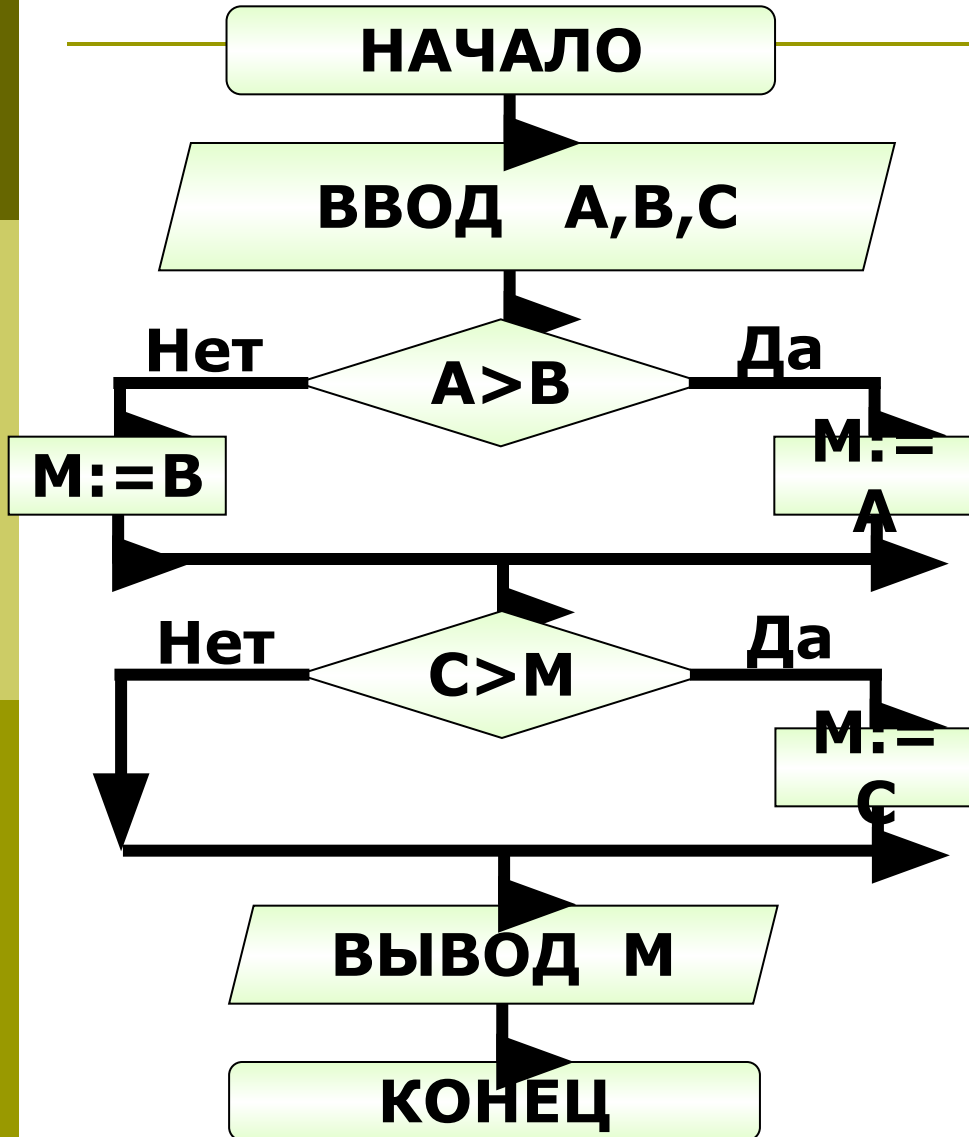 НАЧАЛО
ВВОД A,B,C
Нет
Да
A>B
M:=B
M:=
A
Нет
Да
C>M
M:=
C
ВЫВОД M
КОНЕЦ